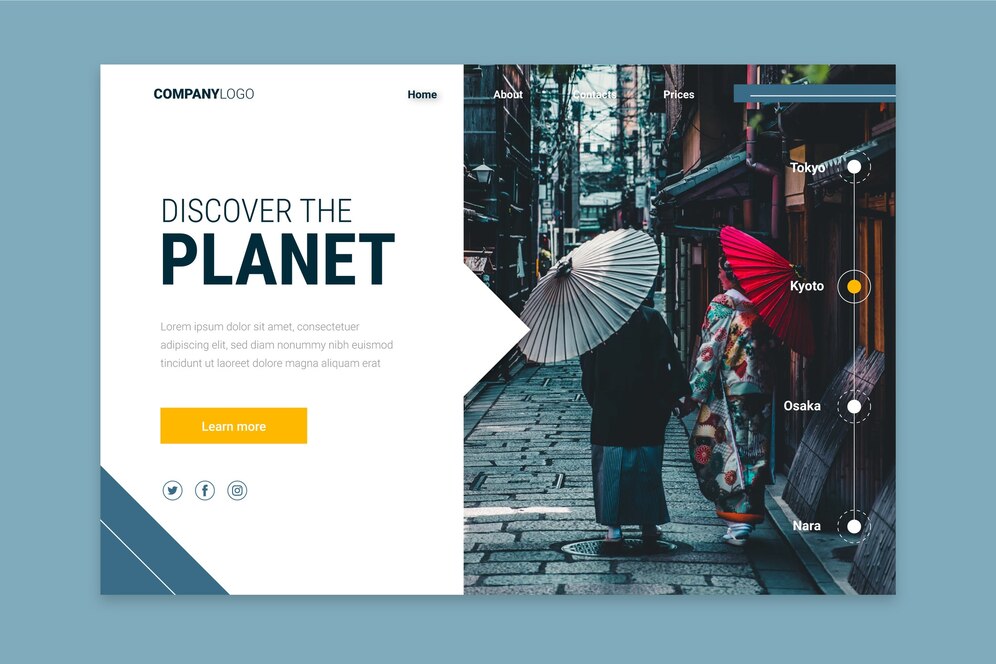 COMPANYLOGO
Home
About
Contacts
Prices
DISCOVER THE
PLANET
Lorem ipsum dolor sit amet, consectetuer
adipiscing elit, sed diam nonummy nibh euismod
tincidunt ut laoreet dolore magna aliquam erat
Learn more
Tokyo
Kyoto
Osaka
Nara